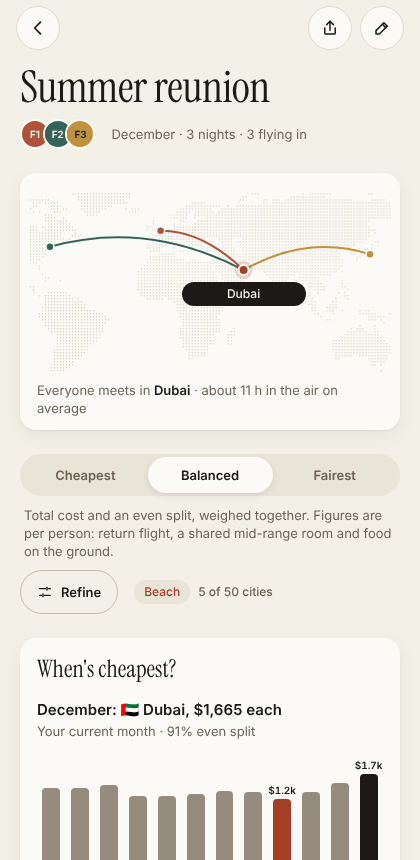 Summer reunion
F1 F2 F3 December · 3 nights · 3 flying in
Dubai
Everyone meets in Dubai · about 11 h in the air on
average
Cheapest Balanced Fairest
Total cost and an even split, weighed together. Figures are
per person: return flight, a shared mid-range room and food
on the ground.
Refine Beach 5 of 50 cities
When's cheapest?
December: 🇦🇪 Dubai, $1,665 each
Your current month · 91% even split
$1.7k
$1.2k